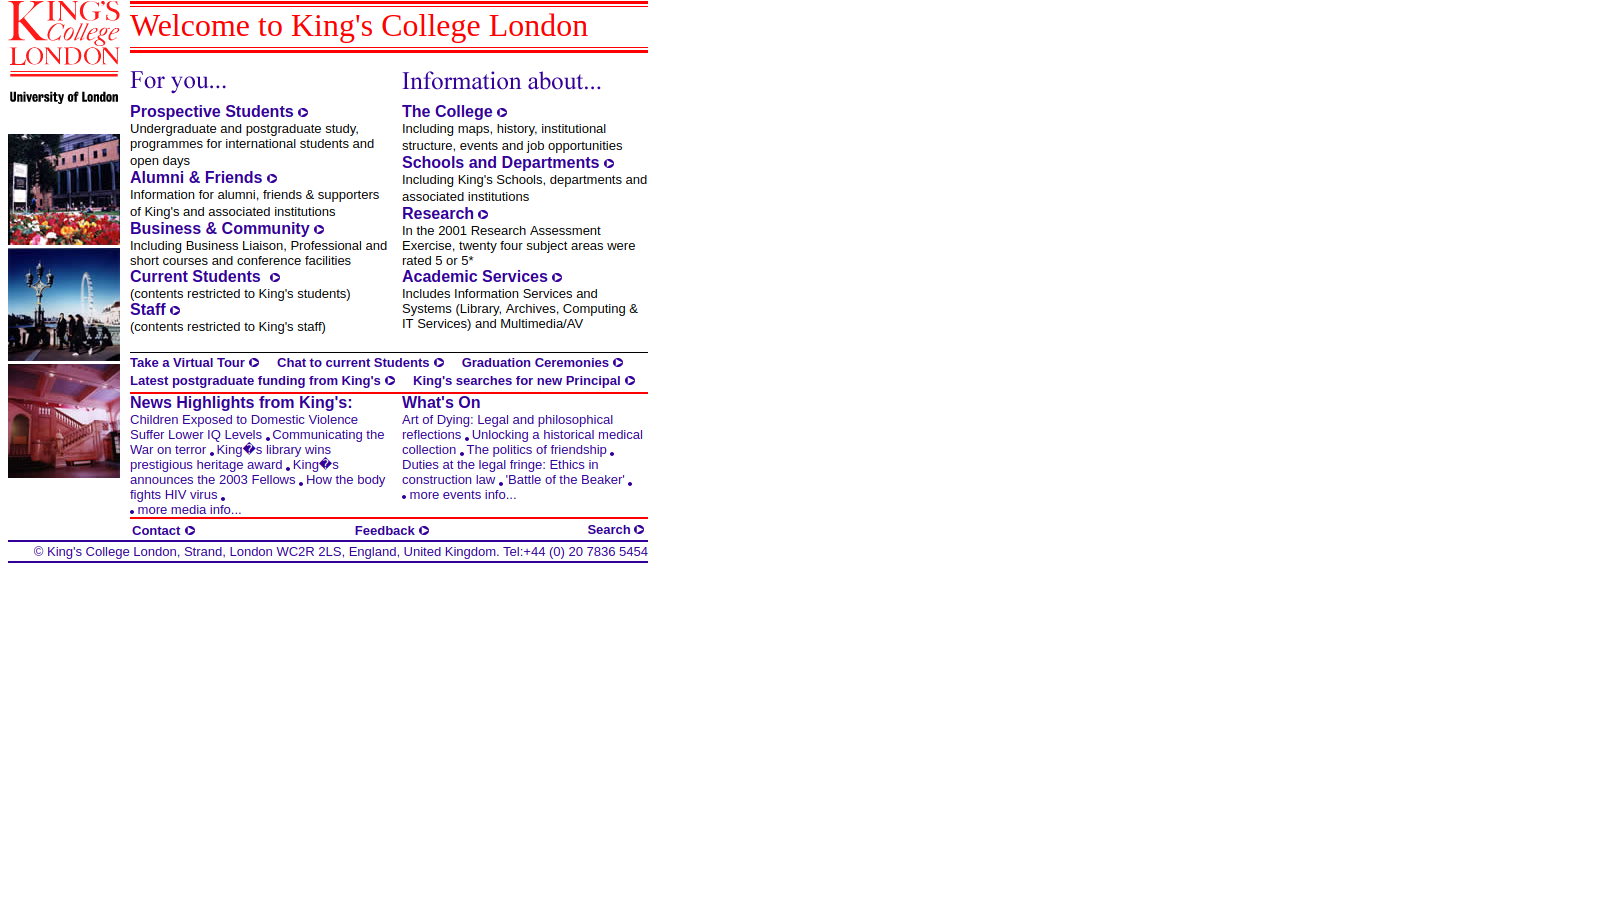 KING'S
College
LONDON
University of London
Welcome to King's College London
For you...
Prospective Students
Undergraduate and postgraduate study,
programmes for international students and
open days
Alumni & Friends
Information for alumni, friends & supporters
of King's and associated institutions
Business & Community
Including Business Liaison, Professional and
short courses and conference facilities
Current Students
(contents restricted to King's students)
Staff
(contents restricted to King's staff)
Information about...
The College
Including maps, history, institutional
structure, events and job opportunities
Schools and Departments
Including King's Schools, departments and
associated institutions
Research
In the 2001 Research Assessment
Exercise, twenty four subject areas were
rated 5 or 5*
Academic Services
Includes Information Services and
Systems (Library, Archives, Computing &
IT Services) and Multimedia/AV
Take a Virtual Tour Chat to current Students Graduation Ceremonies
Latest postgraduate funding from King's King's searches for new Principal
News Highlights from King's:
Children Exposed to Domestic Violence
Suffer Lower IQ Levels • Communicating the
War on terror • King�s library wins
prestigious heritage award • King�s
announces the 2003 Fellows • How the body
fights HIV virus •
• more media info...
What's On
Art of Dying: Legal and philosophical
reflections • Unlocking a historical medical
collection • The politics of friendship •
Duties at the legal fringe: Ethics in
construction law • 'Battle of the Beaker' •
• more events info...
Contact Feedback Search
© King's College London, Strand, London WC2R 2LS, England, United Kingdom. Tel:+44 (0) 20 7836 5454